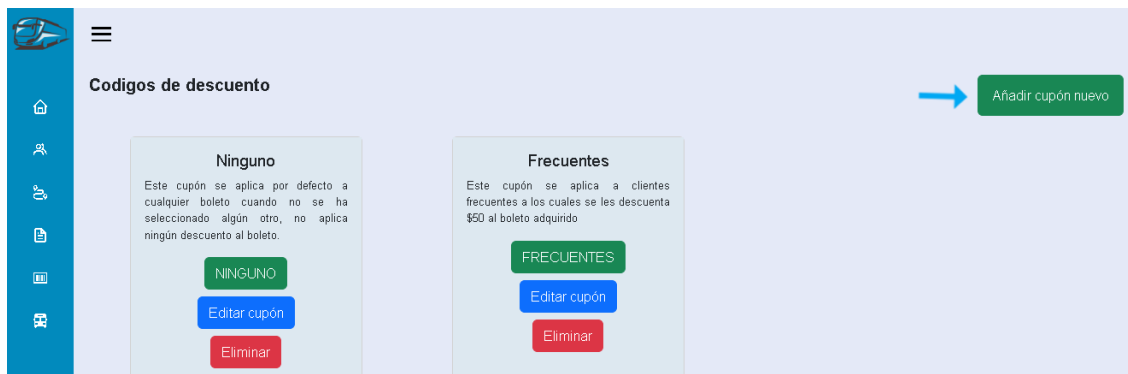 Codigos de descuento
Añadir cupón nuevo
Ninguno
Este cupón se aplica por defecto a
cualquier boleto cuando no se ha
seleccionado algún otro, no aplica
ningún descuento al boleto.
NINGUNO
Editar cupón
Eliminar
Frecuentes
Este cupón se aplica a clientes
frecuentes a los cuales se les descuenta
$50 al boleto adquirido
FRECUENTES
Editar cupón
Eliminar